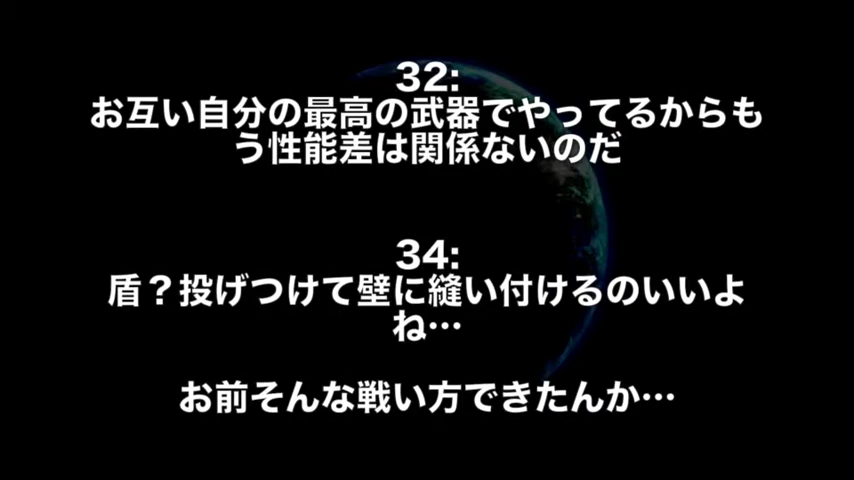 32:
お互い自分の最高の武器でやってるからも
う性能差は関係ないのだ
34:
盾？投げつけて壁に縫い付けるのいいよ
ね…
お前そんな戦い方できたんか…